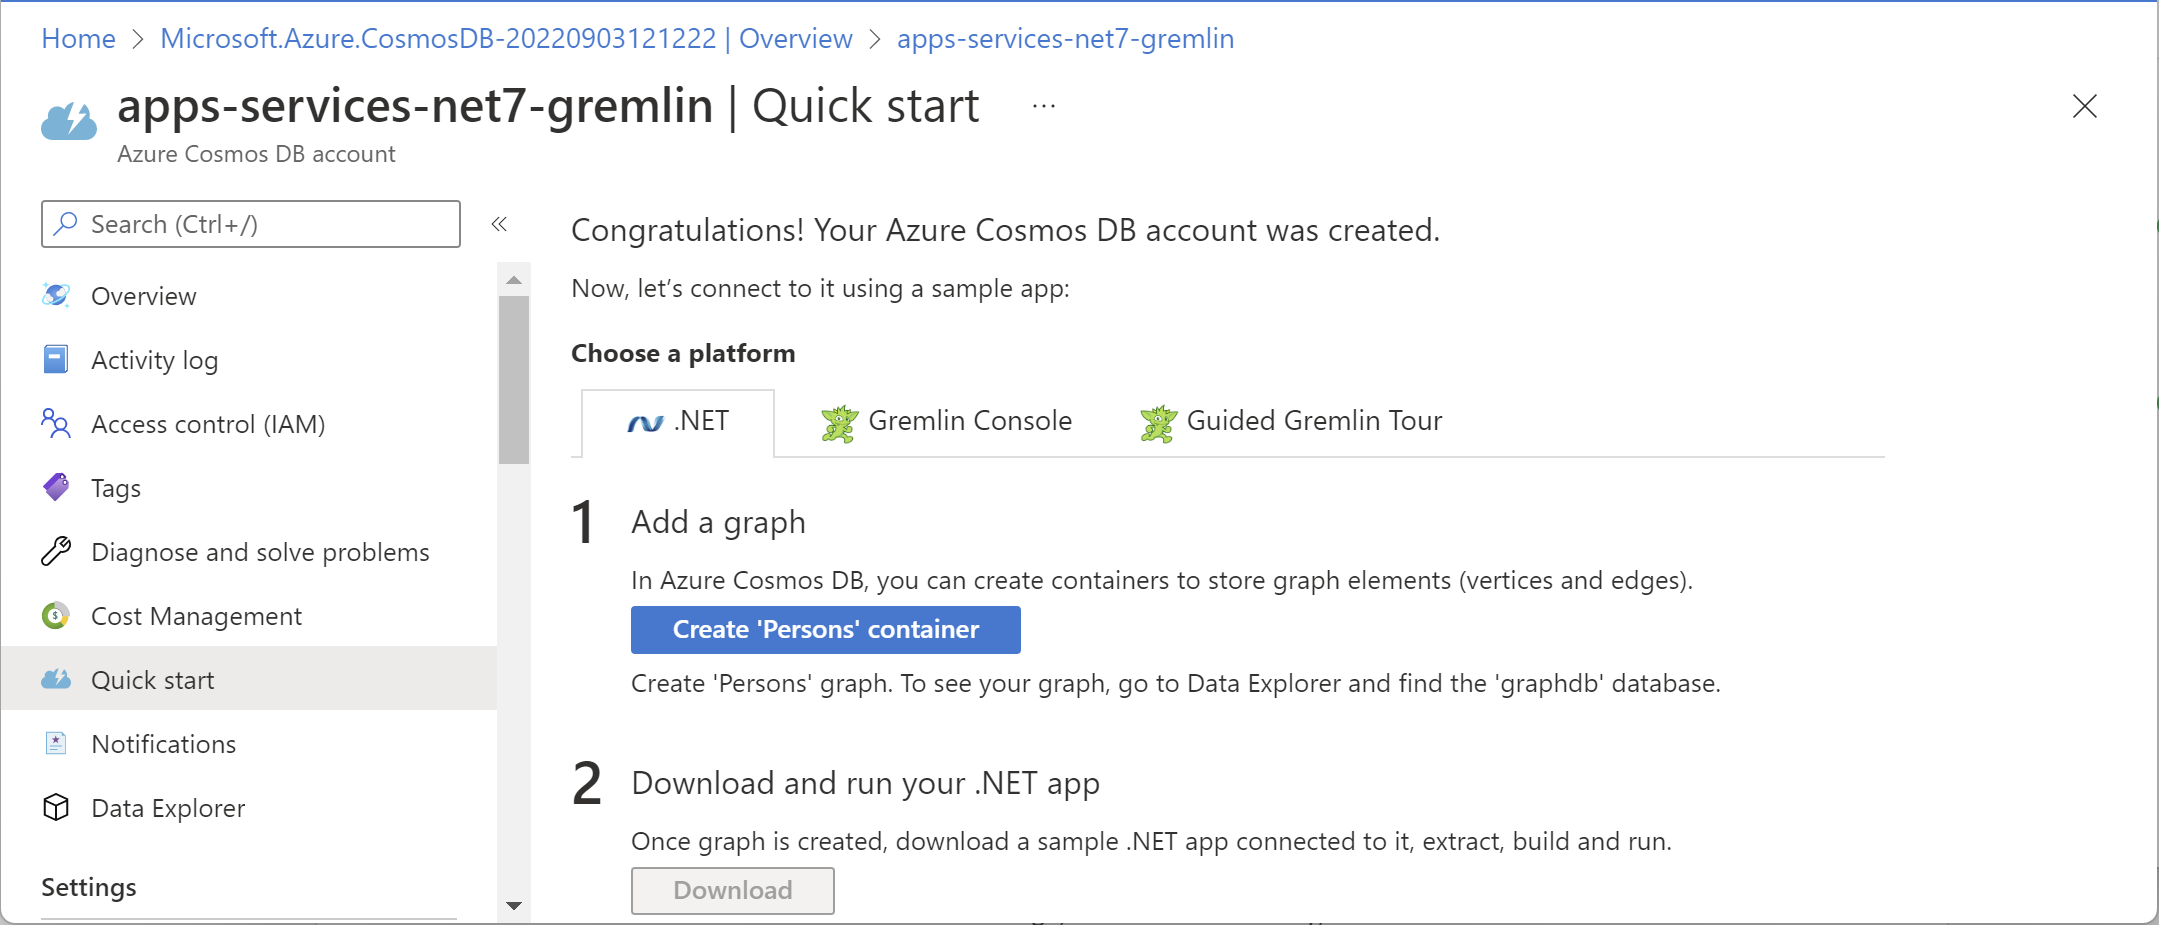 Home > Microsoft.Azure.CosmosDB-20220903121222 | Overview > apps-services-net7-gremlin
apps-services-net7-gremlin | Quick start ...
Azure Cosmos DB account
Search (Ctrl+/)
«
Overview
Activity log
Access control (IAM)
Tags
Diagnose and solve problems
Cost Management
Quick start
Notifications
Data Explorer
Settings
Congratulations! Your Azure Cosmos DB account was created.
Now, let’s connect to it using a sample app:
Choose a platform
.NET
Gremlin Console
Guided Gremlin Tour
1 Add a graph
In Azure Cosmos DB, you can create containers to store graph elements (vertices and edges).
Create 'Persons' container
Create 'Persons' graph. To see your graph, go to Data Explorer and find the 'graphdb' database.
2 Download and run your .NET app
Once graph is created, download a sample .NET app connected to it, extract, build and run.
Download